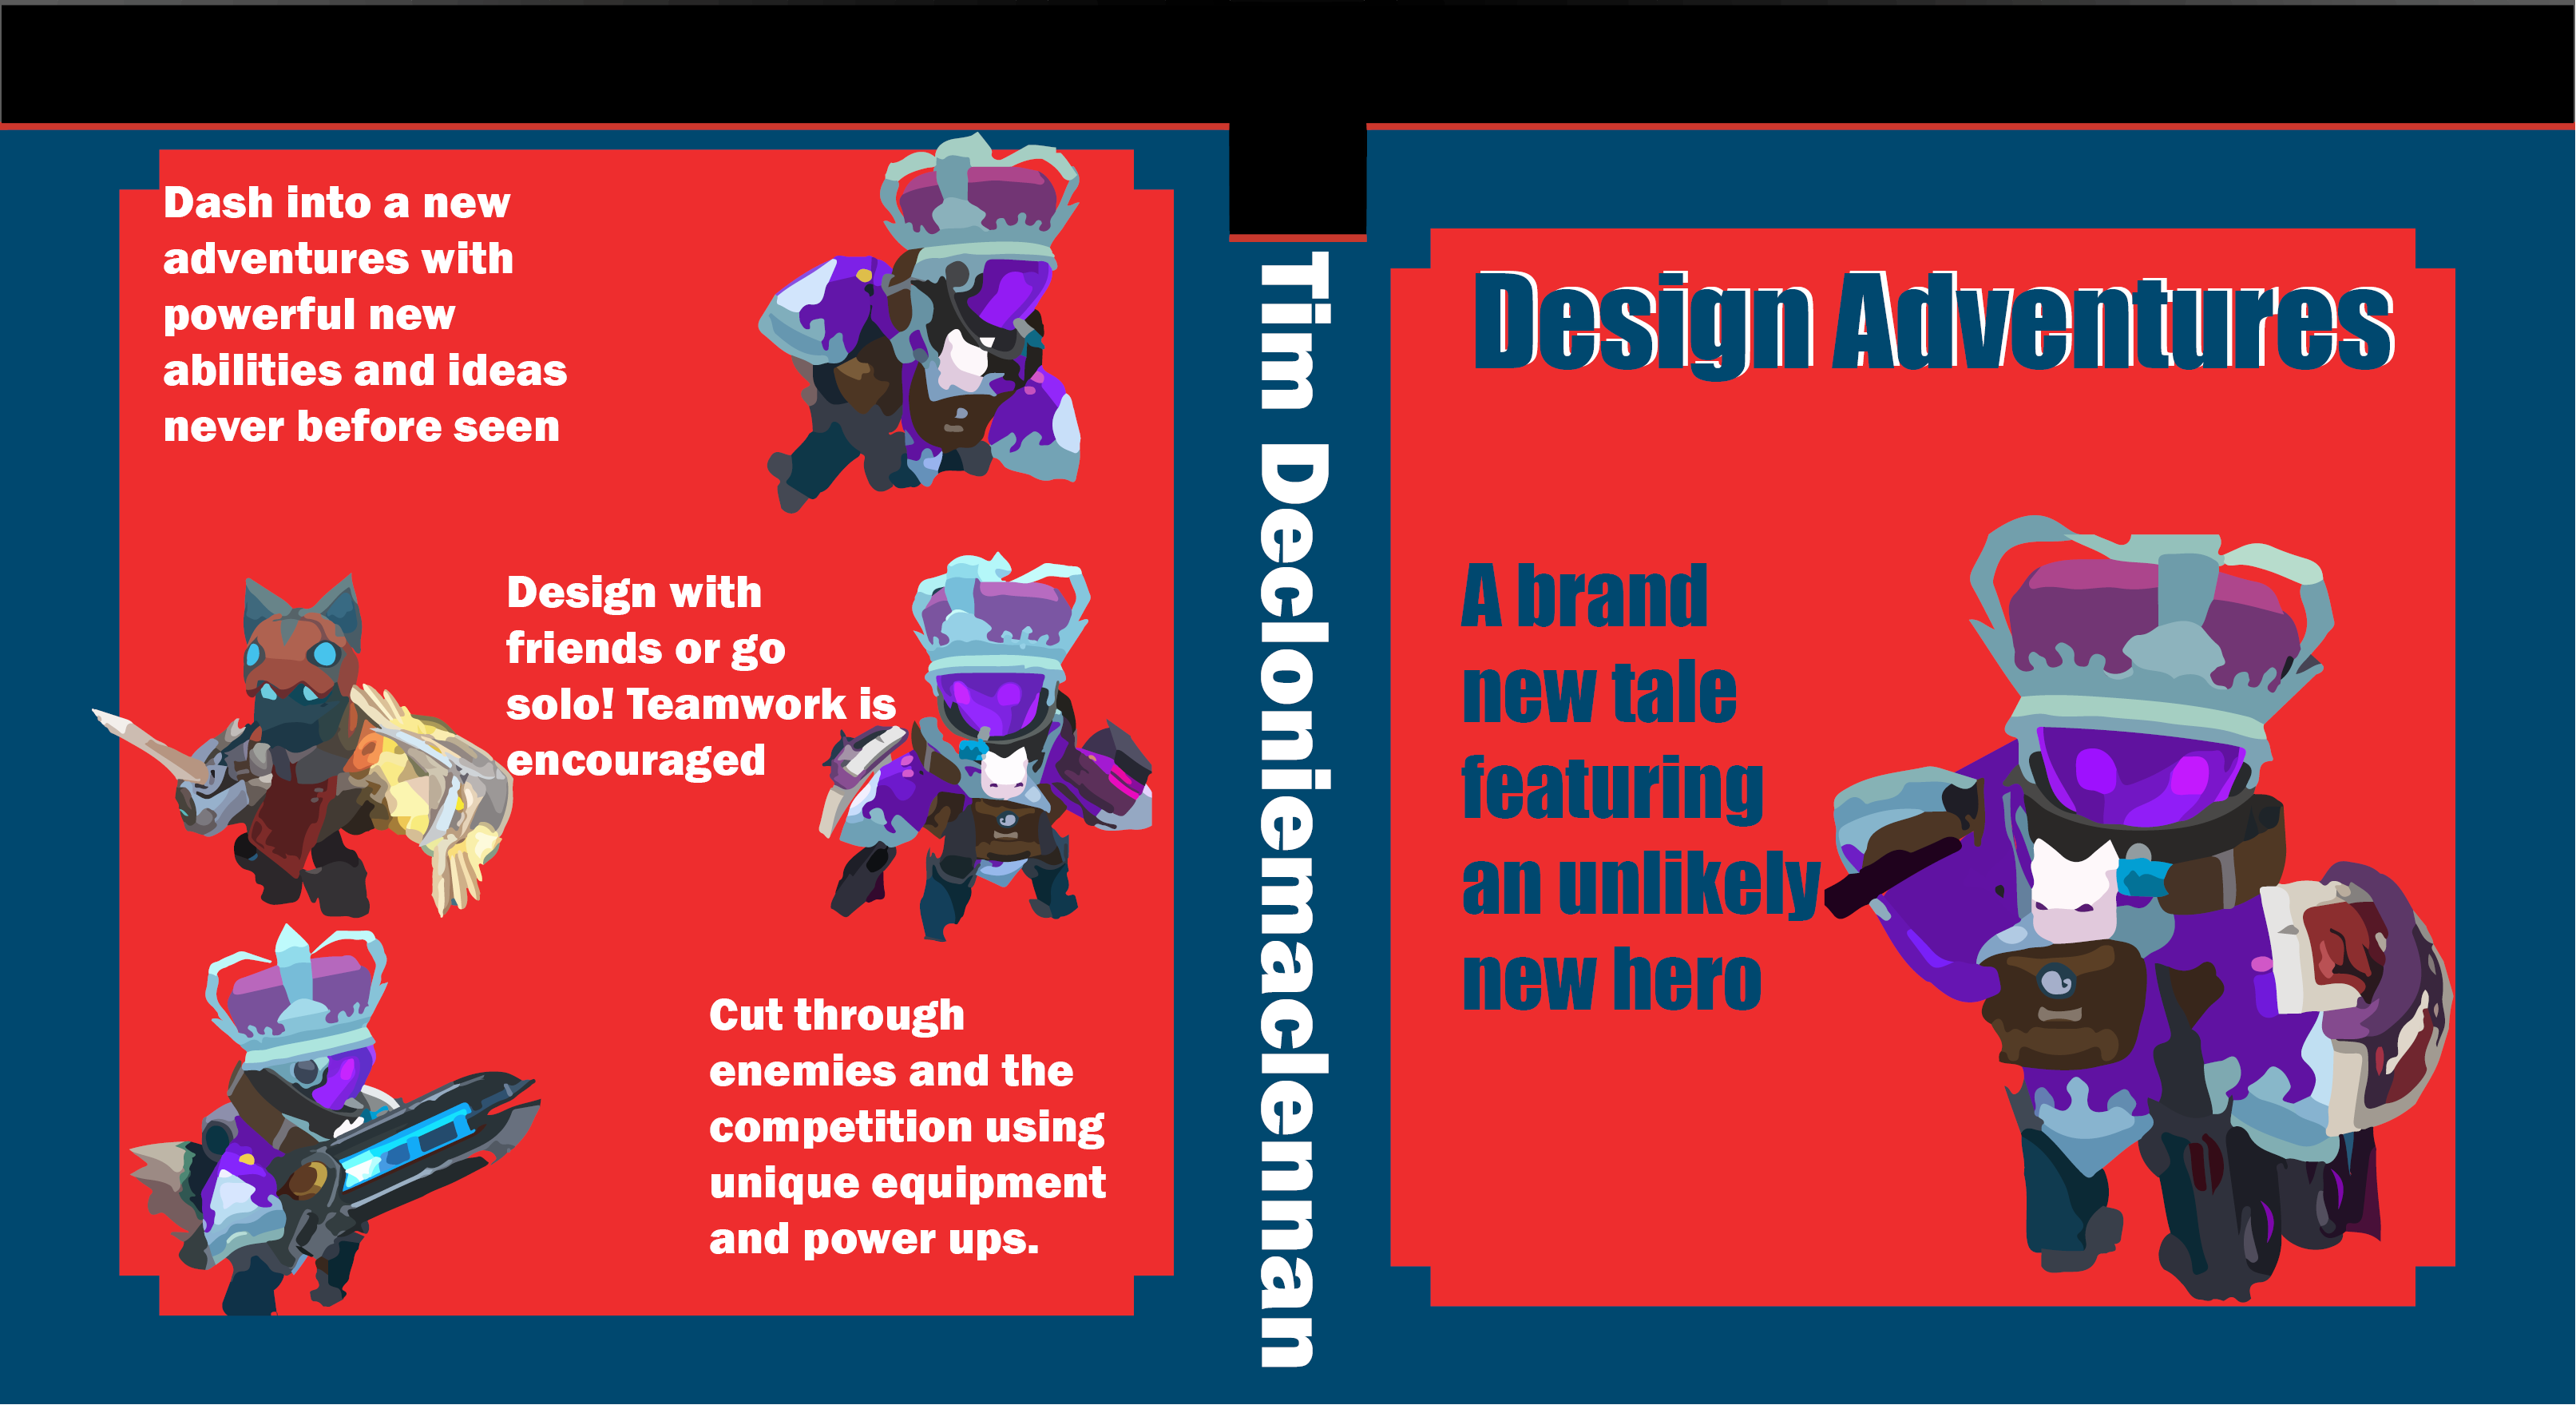 Dash into a new
adventures with
powerful new
abilities and ideas
never before seen
Design with
friends or go
solo! Teamwork is
encouraged
Cut through
enemies and the
competition using
unique equipment
and power ups.
Tim Decloniemaclennan
Design Adventures
A brand
new tale
featuring
an unlikely
new hero